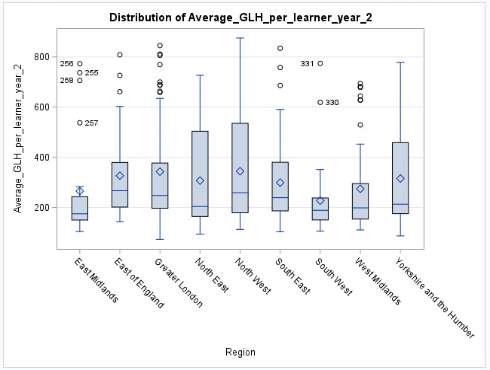 Distribution of Average_GLH_per_learner_year_2
Average_GLH_per_learner_year_2
800
600
400
200
256
255
258
257
331
330
East Midlands
East of England
Greater London
North East
North West
South East
South West
West Midlands
Yorkshire and the Humber
Region